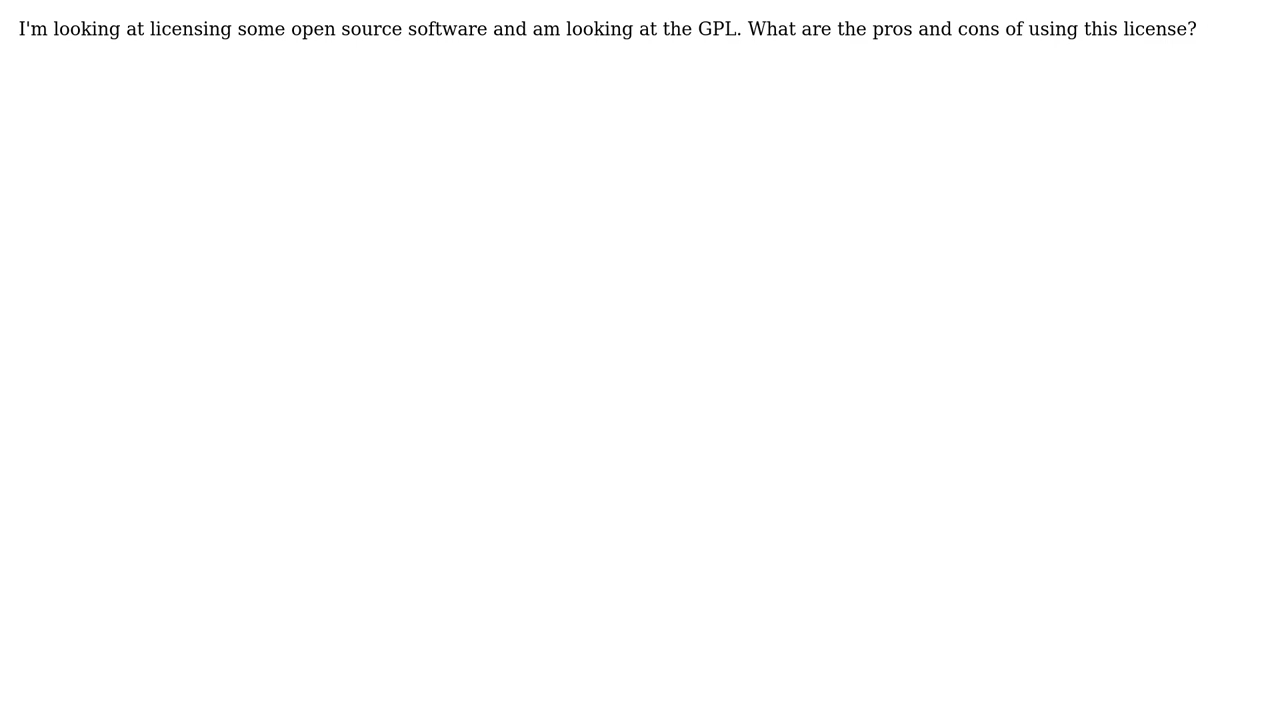 I'm looking at licensing some open source software and am looking at the GPL. What are the pros and cons of using this license?